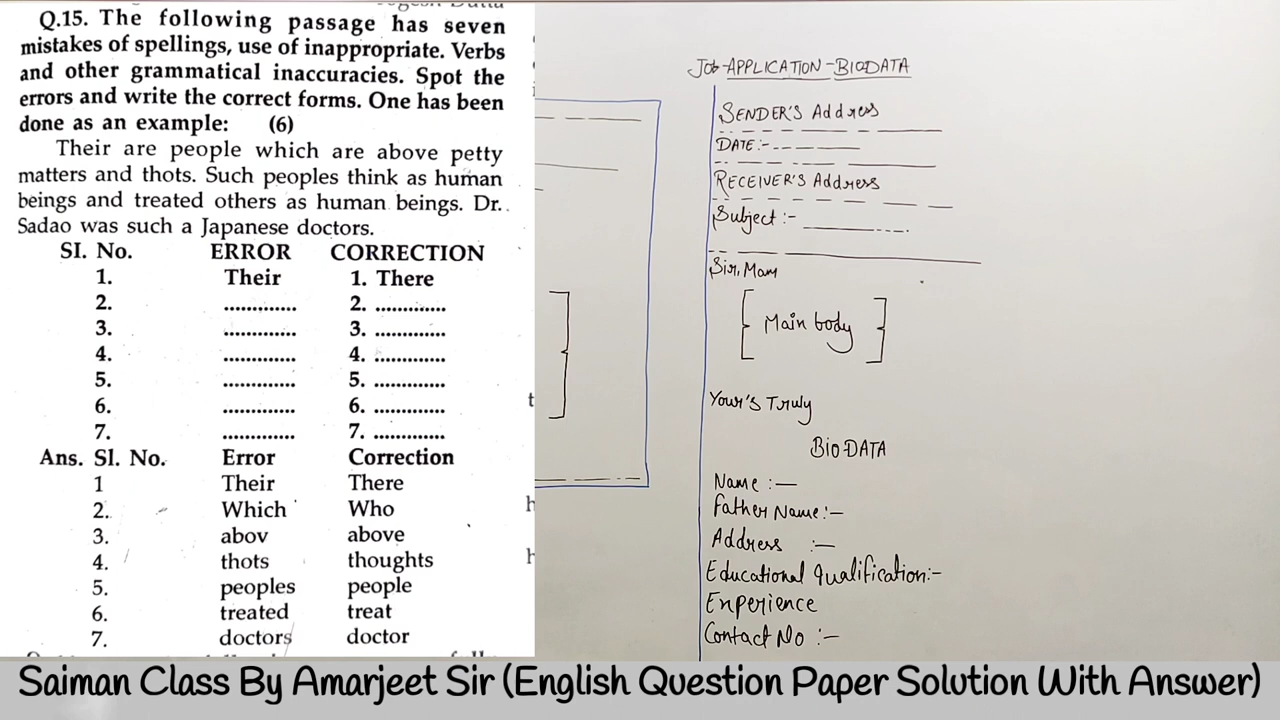 Q.15. The following passage has seven
mistakes of spellings, use of inappropriate. Verbs
and other grammatical inaccuracies. Spot the
errors and write the correct forms. One has been
done as an example: (6)
Their are people which are above petty
matters and thots. Such peoples think as human
beings and treated others as human beings. Dr.
Sadao was such a Japanese doctors.
SI. No. ERROR CORRECTION
1. Their 1. There
2. ............. 2. .............
3. ............. 3. .............
4. ............. 4. .............
5. ............. 5. .............
6. ............. 6. .............
7. ............. 7. .............
Ans. Sl. No. Error Correction
1 Their There
2. Which Who
3. abov above
4. thots thoughts
5. peoples people
6. treated treat
7. doctors doctor
JOB-APPLICATION-BIODATA
SENDER'S Address
DATE:-
RECEIVER'S Address
Subject :-
Sir, Mam
[ Main body ]
Your's Truly
BIO-DATA
Name :-
Father Name:-
Address :-
Educational Qualification:-
Enperience
Contact No :-
Saiman Class By Amarjeet Sir (English Question Paper Solution With Answer)